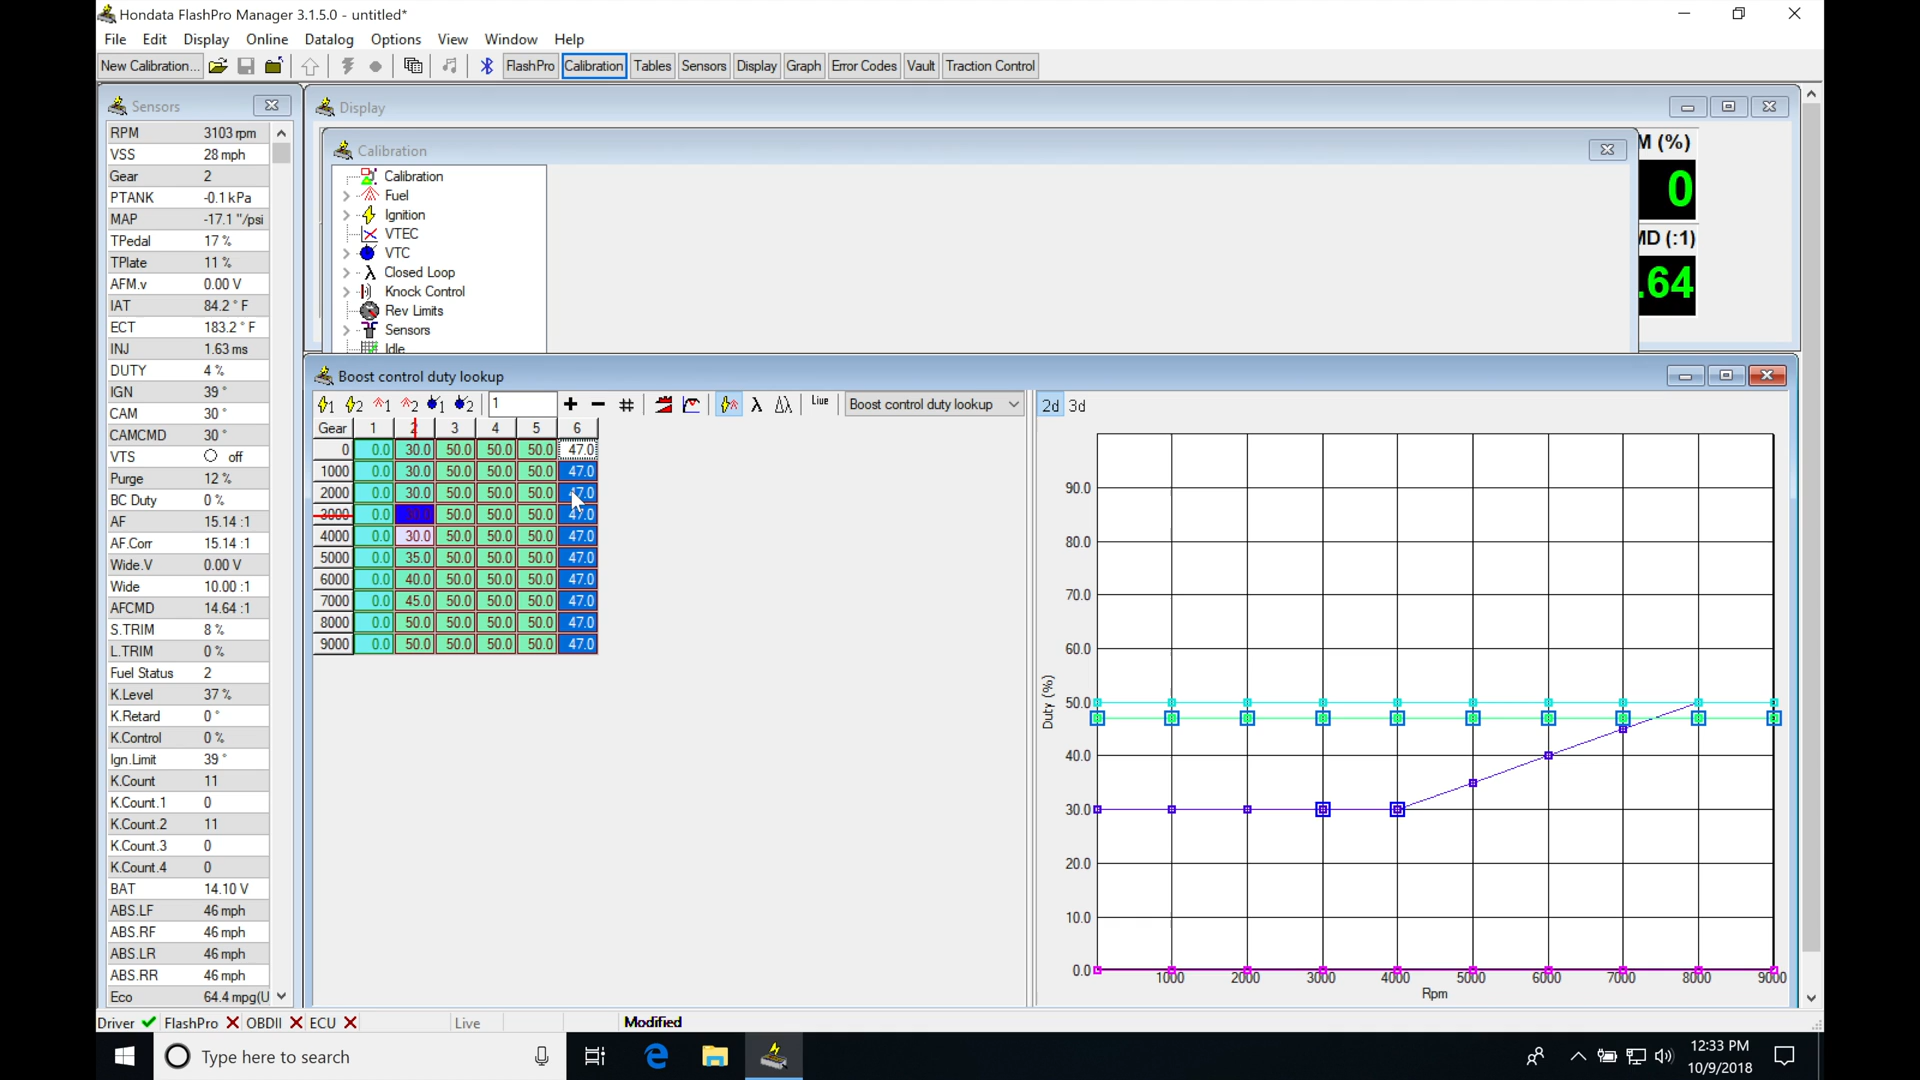 Hondata FlashPro Manager 3.1.5.0 - untitled*
File Edit Display Online Datalog Options View Window Help
New Calibration... FlashPro Calibration Tables Sensors Display Graph Error Codes Vault Traction Control
Sensors
RPM 3103 rpm
VSS 28 mph
Gear 2
PTANK -0.1 kPa
MAP -17.1 "/psi
TPedal 17 %
TPlate 11 %
AFM.v 0.00 V
IAT 84.2 ° F
ECT 183.2 ° F
INJ 1.63 ms
DUTY 4 %
IGN 39 °
CAM 30 °
CAMCMD 30 °
VTS off
Purge 12 %
BC Duty 0 %
AF 15.14 :1
AF.Corr 15.14 :1
Wide.V 0.00 V
Wide 10.00 :1
AFCMD 14.64 :1
S.TRIM 8 %
L.TRIM 0 %
Fuel Status 2
K.Level 37 %
K.Retard 0 °
K.Control 0 %
Ign.Limit 39 °
K.Count 11
K.Count.1 0
K.Count.2 11
K.Count.3 0
K.Count.4 0
BAT 14.10 V
ABS.LF 46 mph
ABS.RF 46 mph
ABS.LR 46 mph
ABS.RR 46 mph
Eco 64.4 mpg(U
Display
M (%)
0
MD (:1)
.64
Calibration
Calibration
Fuel
Ignition
VTEC
VTC
Closed Loop
Knock Control
Rev Limits
Sensors
Idle
Boost control duty lookup
1 2 1 2 1 2 1 + - # λ Live Boost control duty lookup 2d 3d
Gear 1 2 3 4 5 6
0 0.0 30.0 50.0 50.0 50.0 47.0
1000 0.0 30.0 50.0 50.0 50.0 47.0
2000 0.0 30.0 50.0 50.0 50.0 47.0
3000 0.0 30.0 50.0 50.0 50.0 47.0
4000 0.0 30.0 50.0 50.0 50.0 47.0
5000 0.0 35.0 50.0 50.0 50.0 47.0
6000 0.0 40.0 50.0 50.0 50.0 47.0
7000 0.0 45.0 50.0 50.0 50.0 47.0
8000 0.0 50.0 50.0 50.0 50.0 47.0
9000 0.0 50.0 50.0 50.0 50.0 47.0
90.0
80.0
70.0
60.0
50.0
40.0
30.0
20.0
10.0
0.0
Duty (%)
1000 2000 3000 4000 5000 6000 7000 8000 9000
Rpm
Driver FlashPro OBDII ECU Live Modified
Type here to search
12:33 PM
10/9/2018